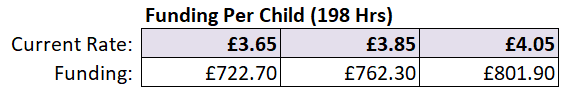 Funding Per Child (198 Hrs)
Current Rate: £3.65 £3.85 £4.05
Funding: £722.70 £762.30 £801.90